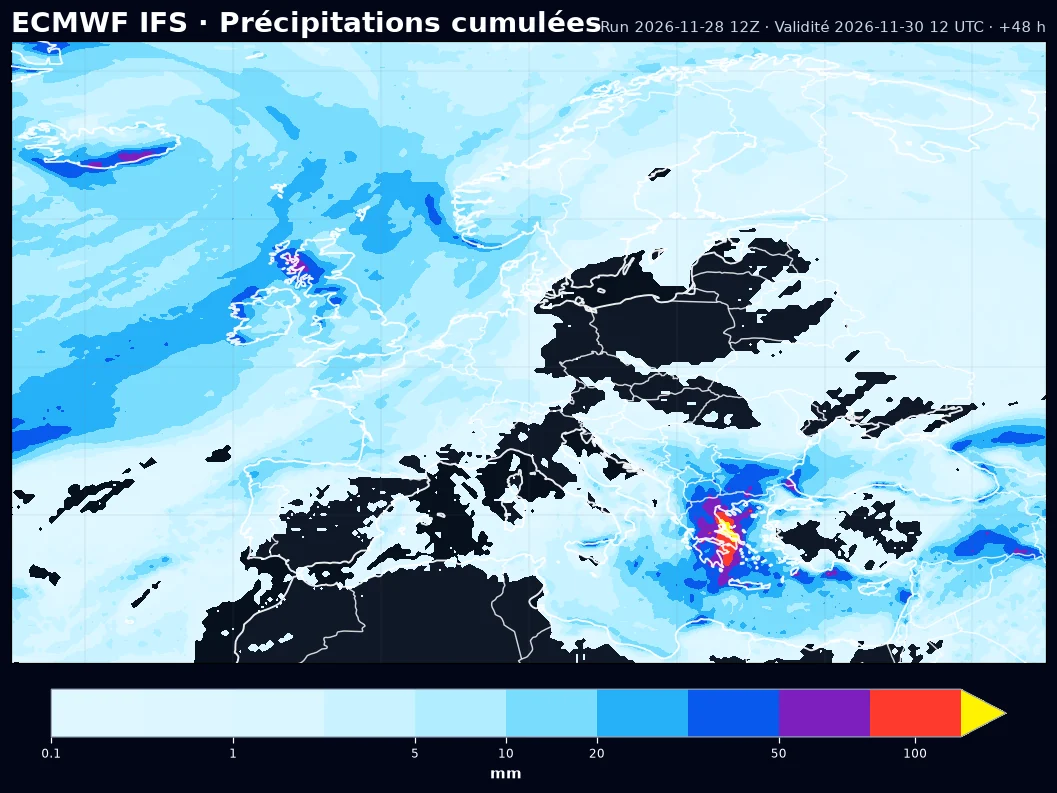 ECMWF IFS · Précipitations cumulées
Run 2026-11-28 12Z · Validité 2026-11-30 12 UTC · +48 h
0.1 1 5 10 20 50 100
mm